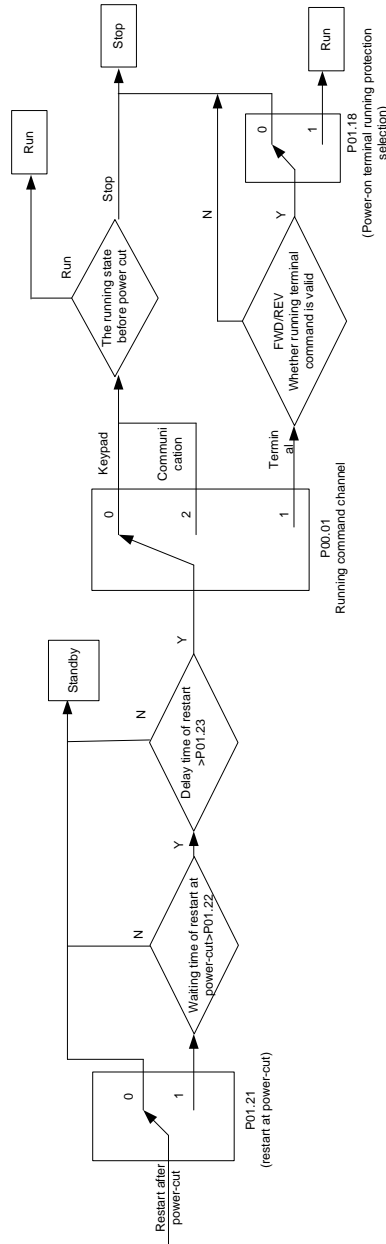 Restart after
power-cut
0
1
P01.21
(restart at power-cut)
Waiting time of restart at
power-cut>P01.22
N
Y
Delay time of restart
>P01.23
N
Y
Standby
0
2
1
P00.01
Running command channel
Keypad
Communi
cation
Termin
al
The running state
before power cut
Run
Stop
Run
Stop
FWD/REV
Whether running terminal
command is valid
N
Y
0
1
P01.18
(Power-on terminal running protection
selection)
Run